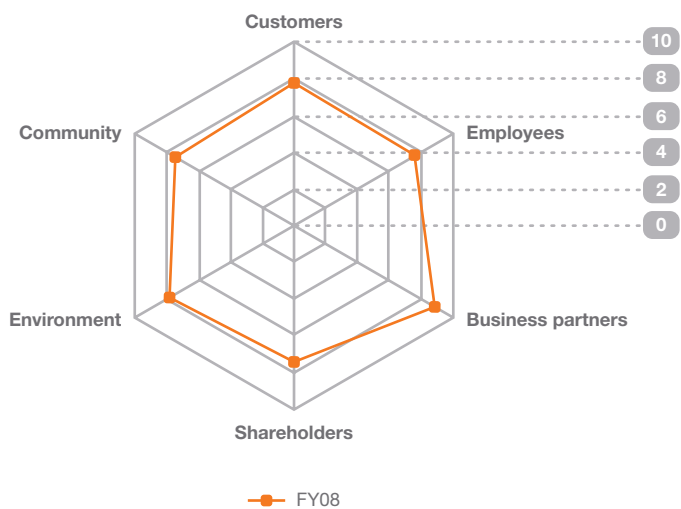 Customers
10
8
6
Community
Employees
4
2
0
Environment
Business partners
Shareholders
FY08